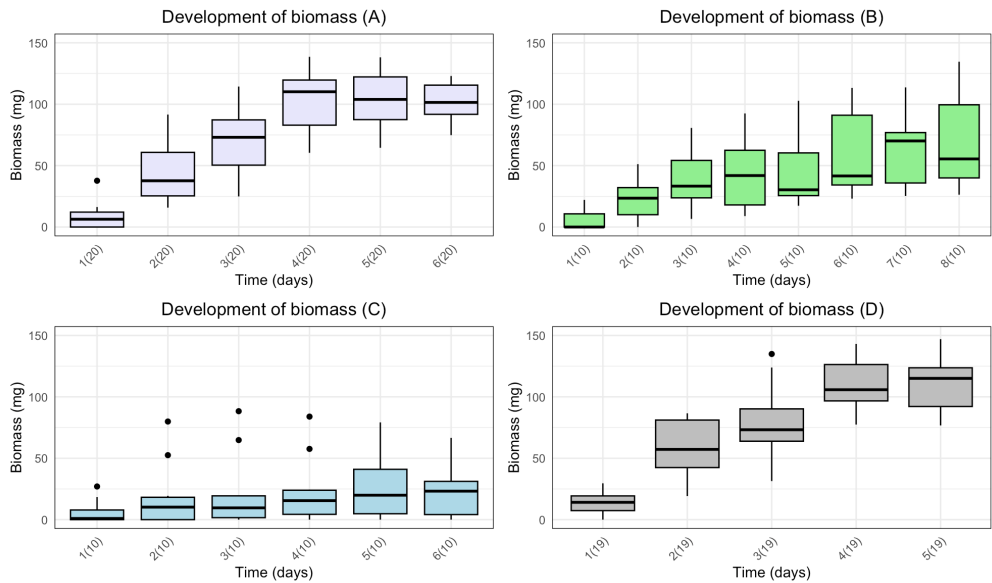 Development of biomass (A)
Biomass (mg)
150
100
50
0
1(20) 2(20) 3(20) 4(20) 5(20) 6(20)
Time (days)
Development of biomass (B)
Biomass (mg)
150
100
50
0
1(10) 2(10) 3(10) 4(10) 5(10) 6(10) 7(10) 8(10)
Time (days)
Development of biomass (C)
Biomass (mg)
150
100
50
0
1(10) 2(10) 3(10) 4(10) 5(10) 6(10)
Time (days)
Development of biomass (D)
Biomass (mg)
150
100
50
0
1(19) 2(19) 3(19) 4(19) 5(19)
Time (days)